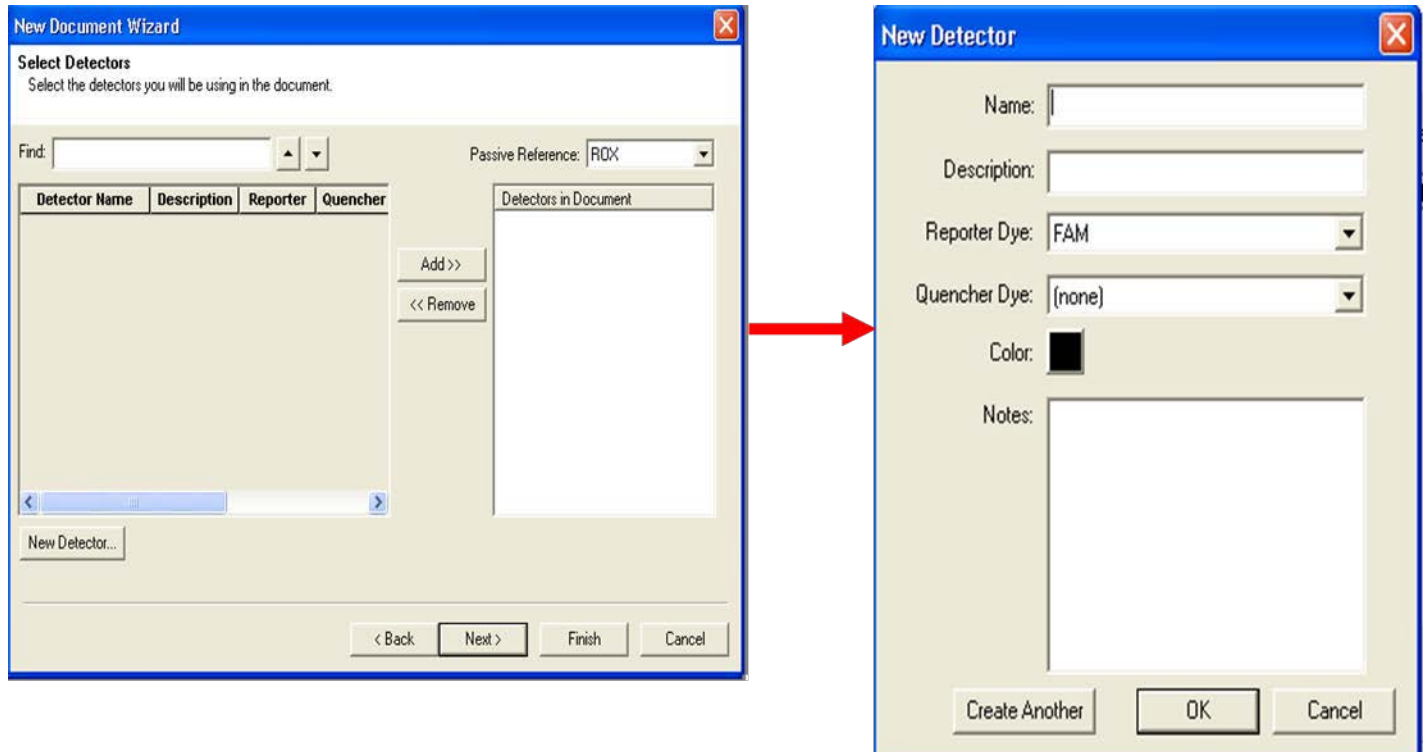 New Document Wizard
Select Detectors
Select the detectors you will be using in the document.
Find:
Passive Reference: ROX
Detector Name Description Reporter Quencher
Detectors in Document
Add >>
<< Remove
New Detector...
< Back Next > Finish Cancel
New Detector
Name:
Description:
Reporter Dye: FAM
Quencher Dye: (none)
Color:
Notes:
Create Another OK Cancel